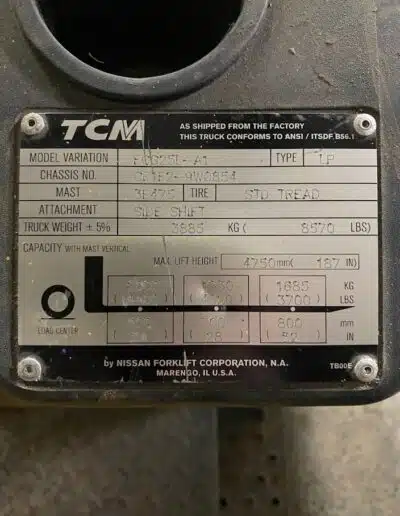 TCM
AS SHIPPED FROM THE FACTORY
THIS TRUCK CONFORMS TO ANSI / ITSDF B56.1
MODEL VARIATION FCG25L-A1 TYPE LP
CHASSIS NO.
MAST TIRE STD TREAD
ATTACHMENT SIDE SHIFT
TRUCK WEIGHT ± 5% 3885 KG ( 8570 LBS)
CAPACITY WITH MAST VERTICAL
MAX. LIFT HEIGHT 4750mm( 187 IN)
1685 KG
(3700) LBS
LOAD CENTER 800 mm
IN
by NISSAN FORKLIFT CORPORATION, N.A.
MARENGO, IL U.S.A.